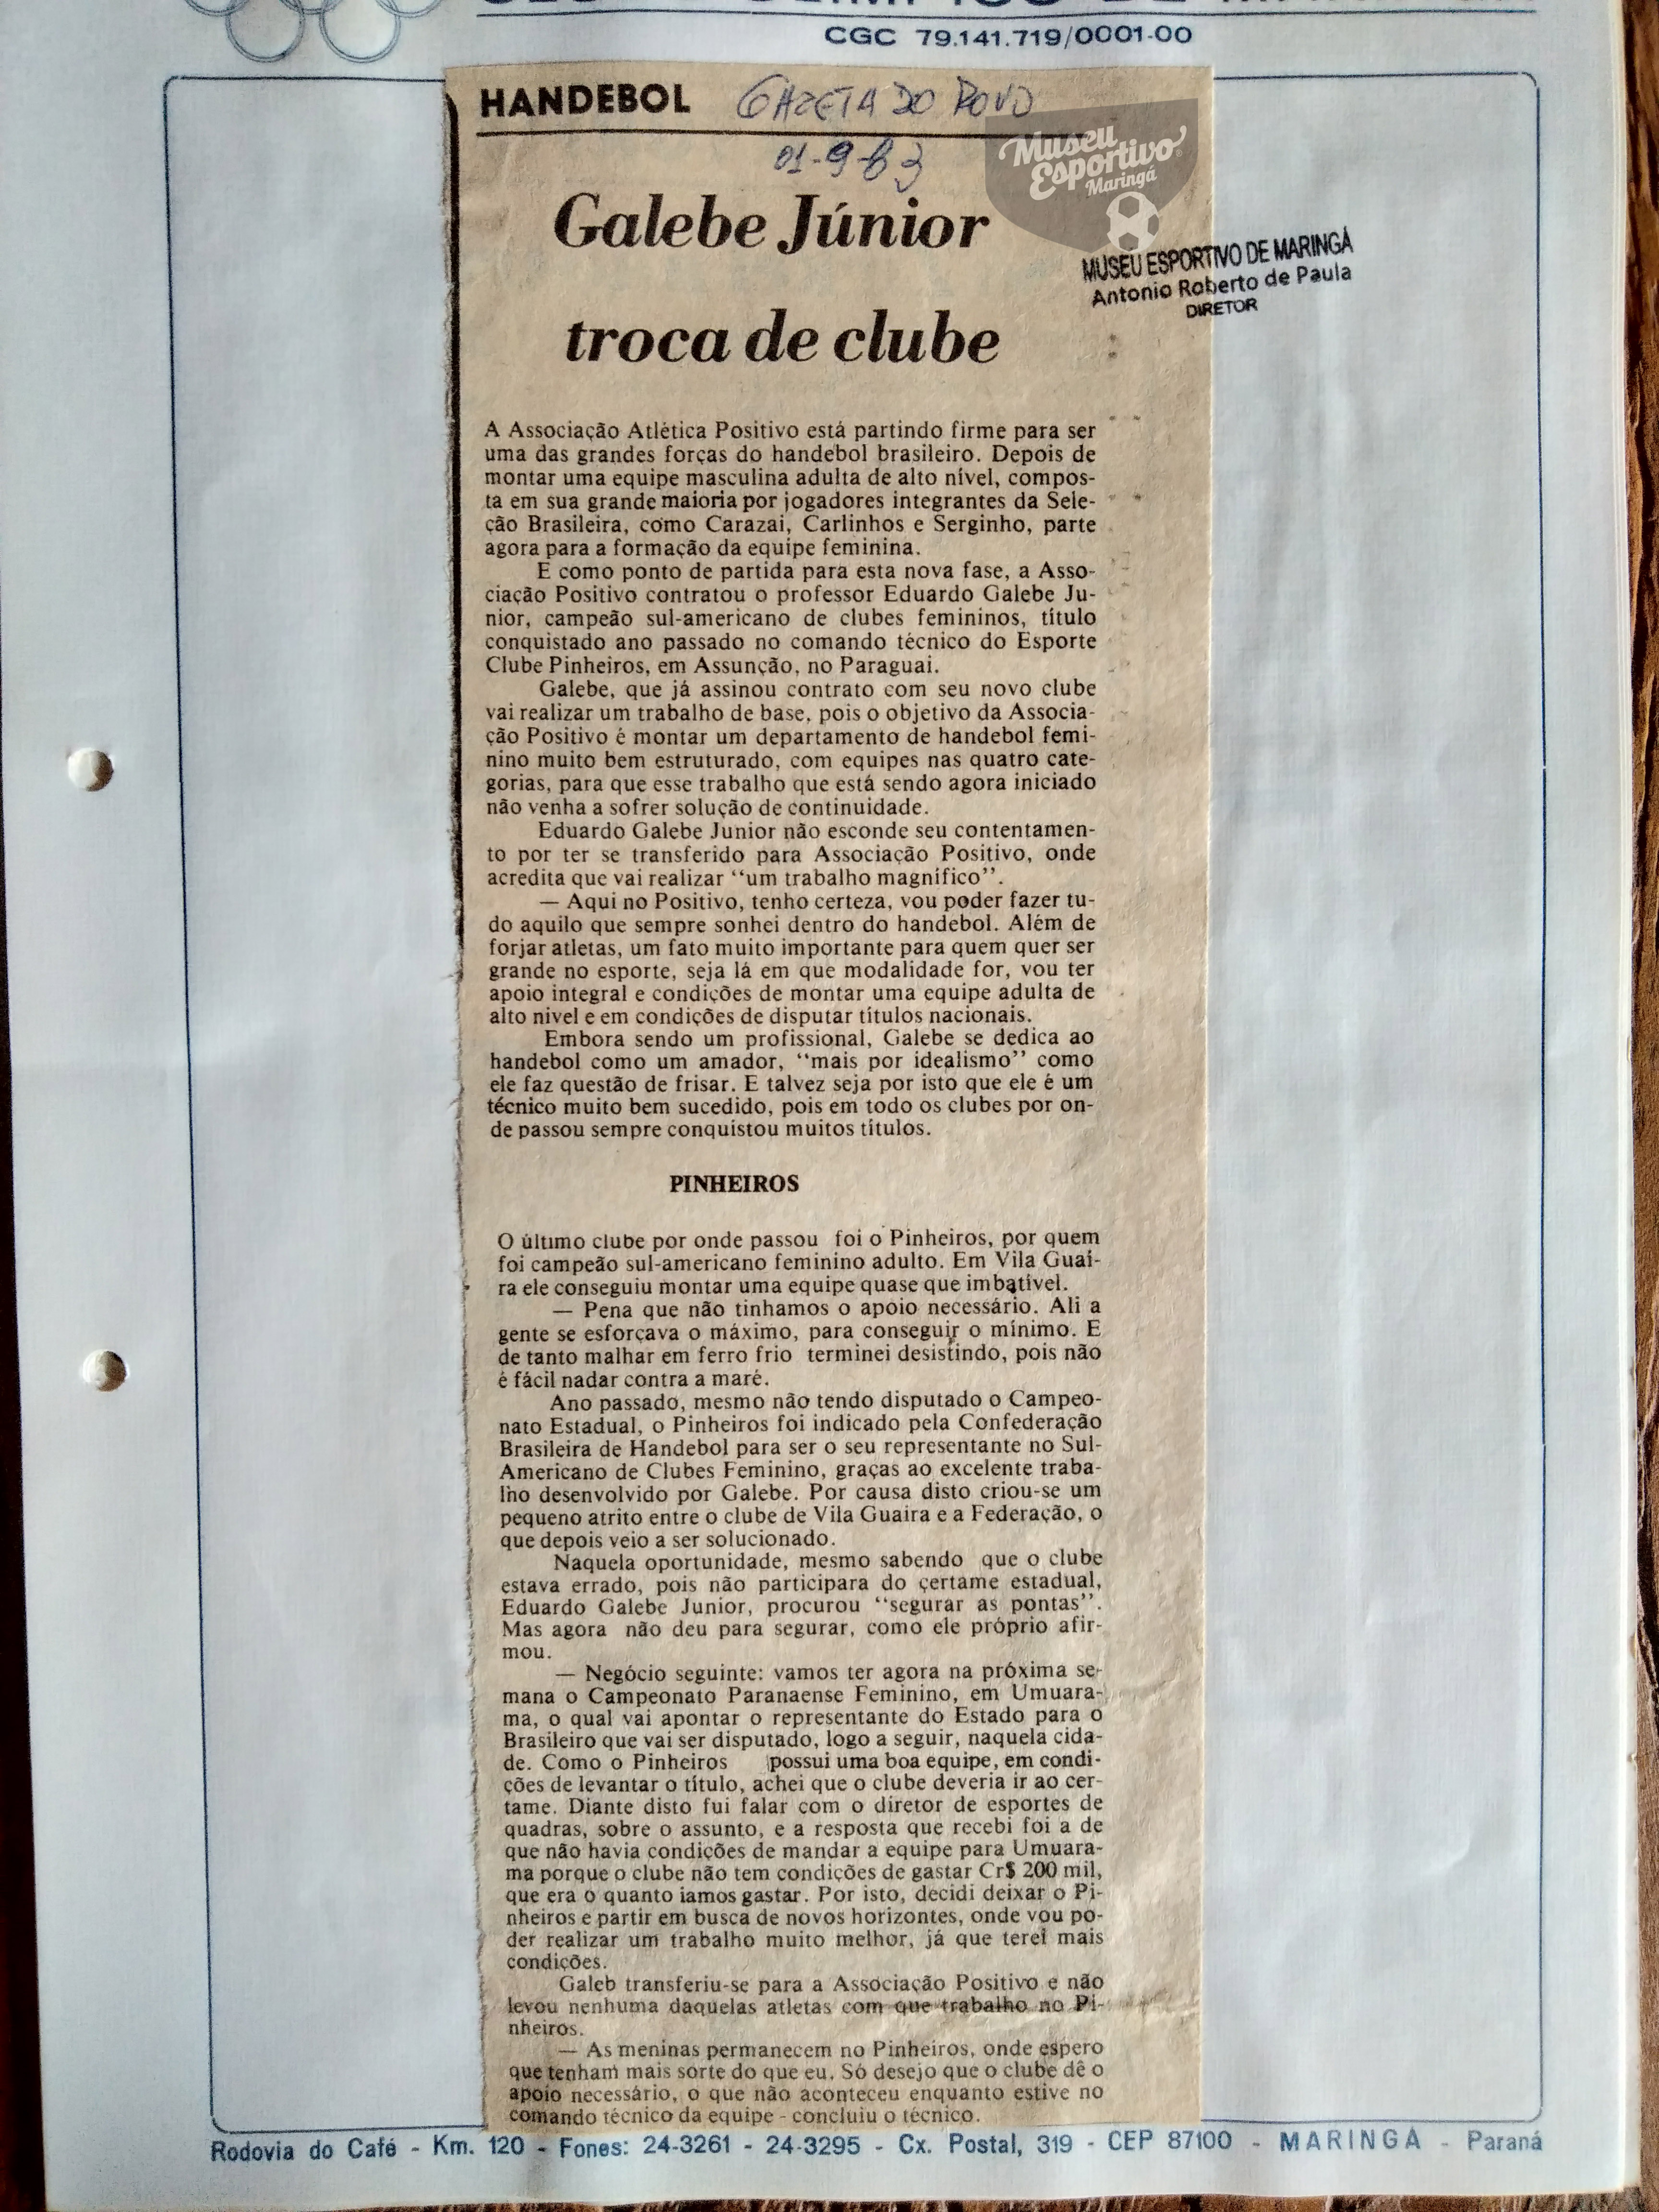 CGC 79.141.719/0001-00
HANDEBOL GAZETA DO POVO
01-9-83
Museu
Esportivo
Maringá
MUSEU ESPORTIVO DE MARINGÁ
Antonio Roberto de Paula
DIRETOR
Galebe Júnior
troca de clube
A Associação Atlética Positivo está partindo firme para ser
uma das grandes forças do handebol brasileiro. Depois de
montar uma equipe masculina adulta de alto nível, compos-
ta em sua grande maioria por jogadores integrantes da Sele-
ção Brasileira, como Carazai, Carlinhos e Serginho, parte
agora para a formação da equipe feminina.
E como ponto de partida para esta nova fase, a Asso-
ciação Positivo contratou o professor Eduardo Galebe Ju-
nior, campeão sul-americano de clubes femininos, título
conquistado ano passado no comando técnico do Esporte
Clube Pinheiros, em Assunção, no Paraguai.
Galebe, que já assinou contrato com seu novo clube
vai realizar um trabalho de base, pois o objetivo da Associa-
ção Positivo é montar um departamento de handebol femi-
nino muito bem estruturado, com equipes nas quatro cate-
gorias, para que esse trabalho que está sendo agora iniciado
não venha a sofrer solução de continuidade.
Eduardo Galebe Junior não esconde seu contentamen-
to por ter se transferido para Associação Positivo, onde
acredita que vai realizar "um trabalho magnífico".
— Aqui no Positivo, tenho certeza, vou poder fazer tu-
do aquilo que sempre sonhei dentro do handebol. Além de
forjar atletas, um fato muito importante para quem quer ser
grande no esporte, seja lá em que modalidade for, vou ter
apoio integral e condições de montar uma equipe adulta de
alto nivel e em condições de disputar títulos nacionais.
Embora sendo um profissional, Galebe se dedica ao
handebol como um amador, "mais por idealismo" como
ele faz questão de frisar. E talvez seja por isto que ele é um
técnico muito bem sucedido, pois em todo os clubes por on-
de passou sempre conquistou muitos títulos.
PINHEIROS
O último clube por onde passou foi o Pinheiros, por quem
foi campeão sul-americano feminino adulto. Em Vila Guaí-
ra ele conseguiu montar uma equipe quase que imbatível.
— Pena que não tinhamos o apoio necessário. Ali a
gente se esforçava o máximo, para conseguir o mínimo. E
de tanto malhar em ferro frio terminei desistindo, pois não
é fácil nadar contra a maré.
Ano passado, mesmo não tendo disputado o Campeo-
nato Estadual, o Pinheiros foi indicado pela Confederação
Brasileira de Handebol para ser o seu representante no Sul-
Americano de Clubes Feminino, graças ao excelente traba-
lho desenvolvido por Galebe. Por causa disto criou-se um
pequeno atrito entre o clube de Vila Guaira e a Federação, o
que depois veio a ser solucionado.
Naquela oportunidade, mesmo sabendo que o clube
estava errado, pois não participara do çertame estadual,
Eduardo Galebe Junior, procurou "segurar as pontas".
Mas agora não deu para segurar, como ele próprio afir-
mou.
— Negócio seguinte: vamos ter agora na próxima se-
mana o Campeonato Paranaense Feminino, em Umuara-
ma, o qual vai apontar o representante do Estado para o
Brasileiro que vai ser disputado, logo a seguir, naquela cida-
de. Como o Pinheiros possui uma boa equipe, em condi-
ções de levantar o título, achei que o clube deveria ir ao cer-
tame. Diante disto fui falar com o diretor de esportes de
quadras, sobre o assunto, e a resposta que recebi foi a de
que não havia condições de mandar a equipe para Umuara-
ma porque o clube não tem condições de gastar Cr$ 200 mil,
que era o quanto iamos gastar. Por isto, decidi deixar o Pi-
nheiros e partir em busca de novos horizontes, onde vou po-
der realizar um trabalho muito melhor, já que terei mais
condições.
Galeb transferiu-se para a Associação Positivo e não
levou nenhuma daquelas atletas com que trabalho no Pi-
nheiros.
— As meninas permanecem no Pinheiros, onde espero
que tenham mais sorte do que eu. Só desejo que o clube dê o
apoio necessário, o que não aconteceu enquanto estive no
comando técnico da equipe - concluiu o técnico.
Rodovia do Café - Km. 120 - Fones: 24-3261 - 24-3295 - Cx. Postal, 319 - CEP 87100 - MARINGÁ - Paraná